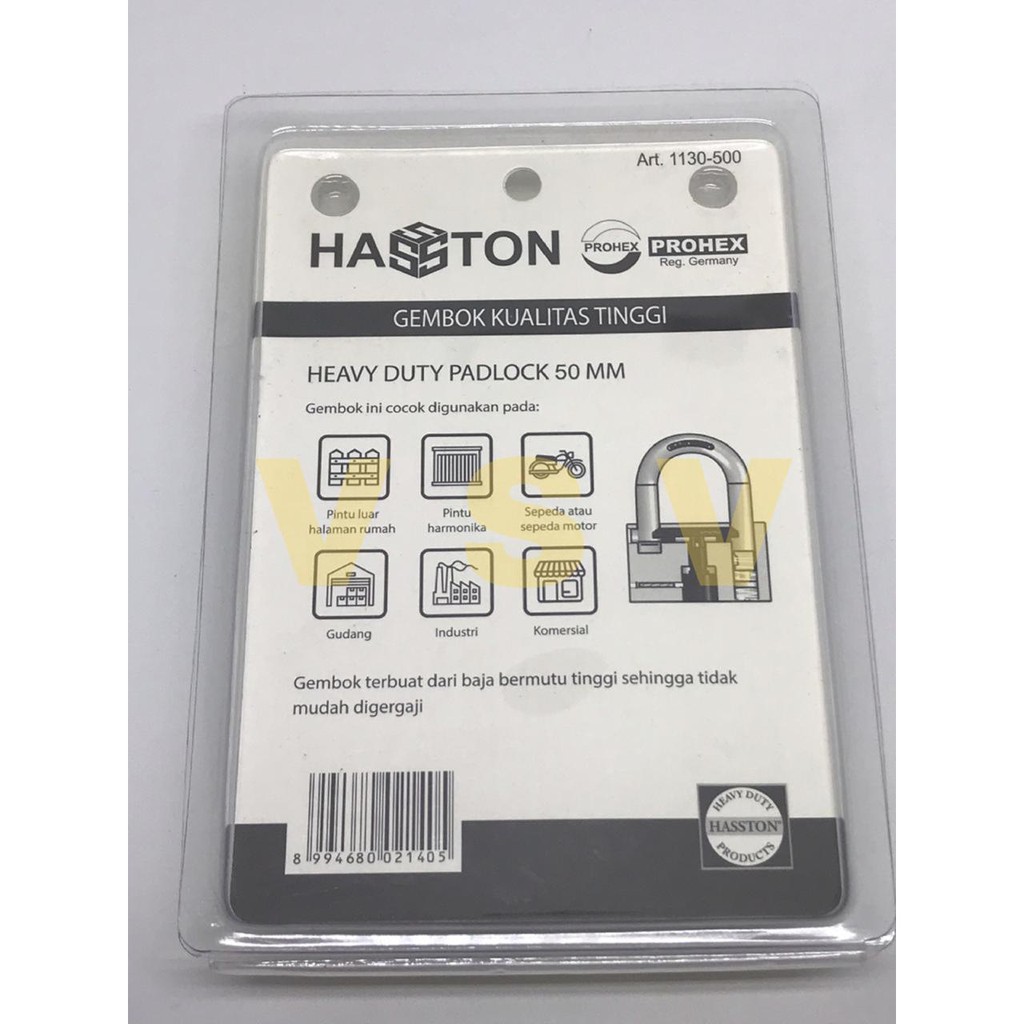 Art. 1130-500
HASSTON PROHEX PROHEX
Reg. Germany
GEMBOK KUALITAS TINGGI
HEAVY DUTY PADLOCK 50 MM
Gembok ini cocok digunakan pada:
Pintu luar
halaman rumah
Pintu
harmonika
Sepeda atau
sepeda motor
Gudang
Industri
Komersial
VSV
Gembok terbuat dari baja bermutu tinggi sehingga tidak
mudah digergaji
8 994680 021405
HEAVY DUTY
HASSTON®
PRODUCTS